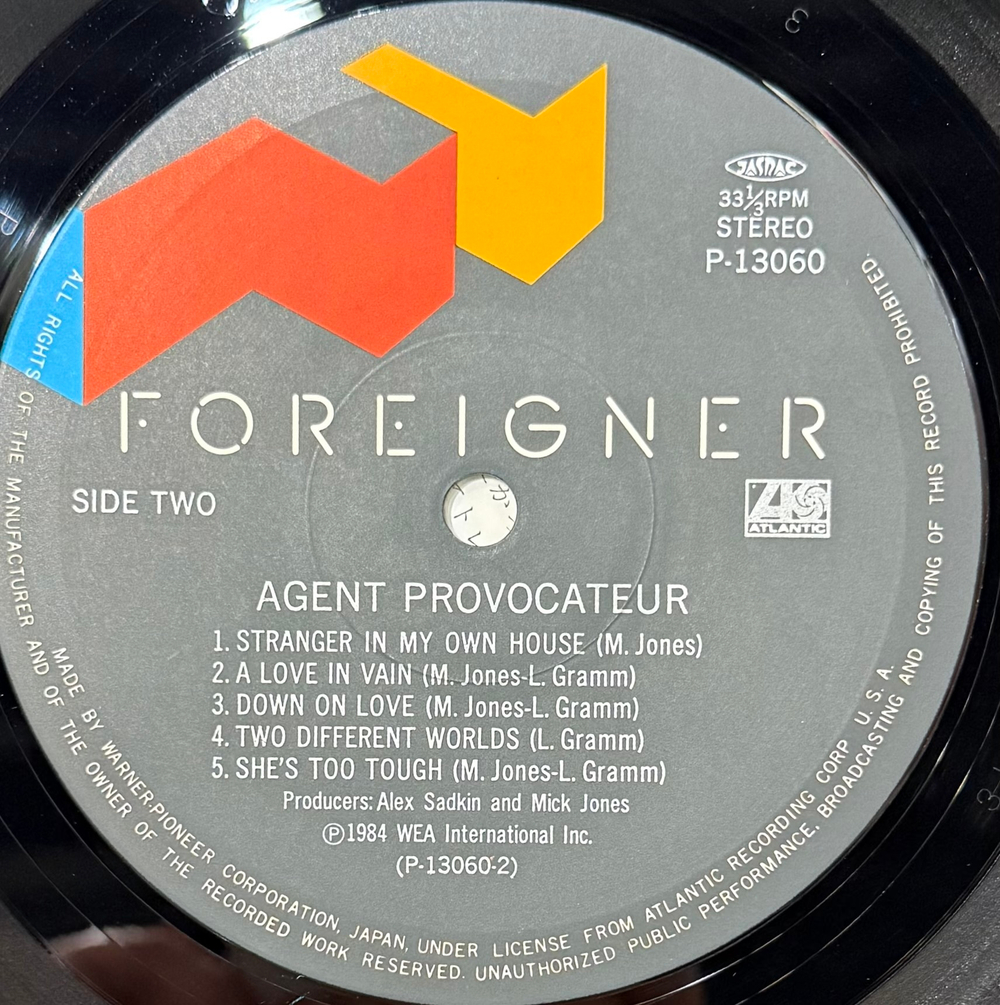 JASRAC
33⅓RPM
STEREO
P-13060
FOREIGNER
SIDE TWO
ATLANTIC
AGENT PROVOCATEUR
1. STRANGER IN MY OWN HOUSE (M. Jones)
2. A LOVE IN VAIN (M. Jones-L. Gramm)
3. DOWN ON LOVE (M. Jones-L. Gramm)
4. TWO DIFFERENT WORLDS (L. Gramm)
5. SHE'S TOO TOUGH (M. Jones-L. Gramm)
Producers: Alex Sadkin and Mick Jones
Ⓟ1984 WEA International Inc.
(P-13060-2)
MADE BY WARNER-PIONEER CORPORATION, JAPAN, UNDER LICENSE FROM ATLANTIC RECORDING CORP U. S. A.
ALL RIGHTS OF THE MANUFACTURER AND OF THE OWNER OF THE RECORDED WORK RESERVED. UNAUTHORIZED PUBLIC PERFORMANCE, BROADCASTING AND COPYING OF THIS RECORD PROHIBITED.